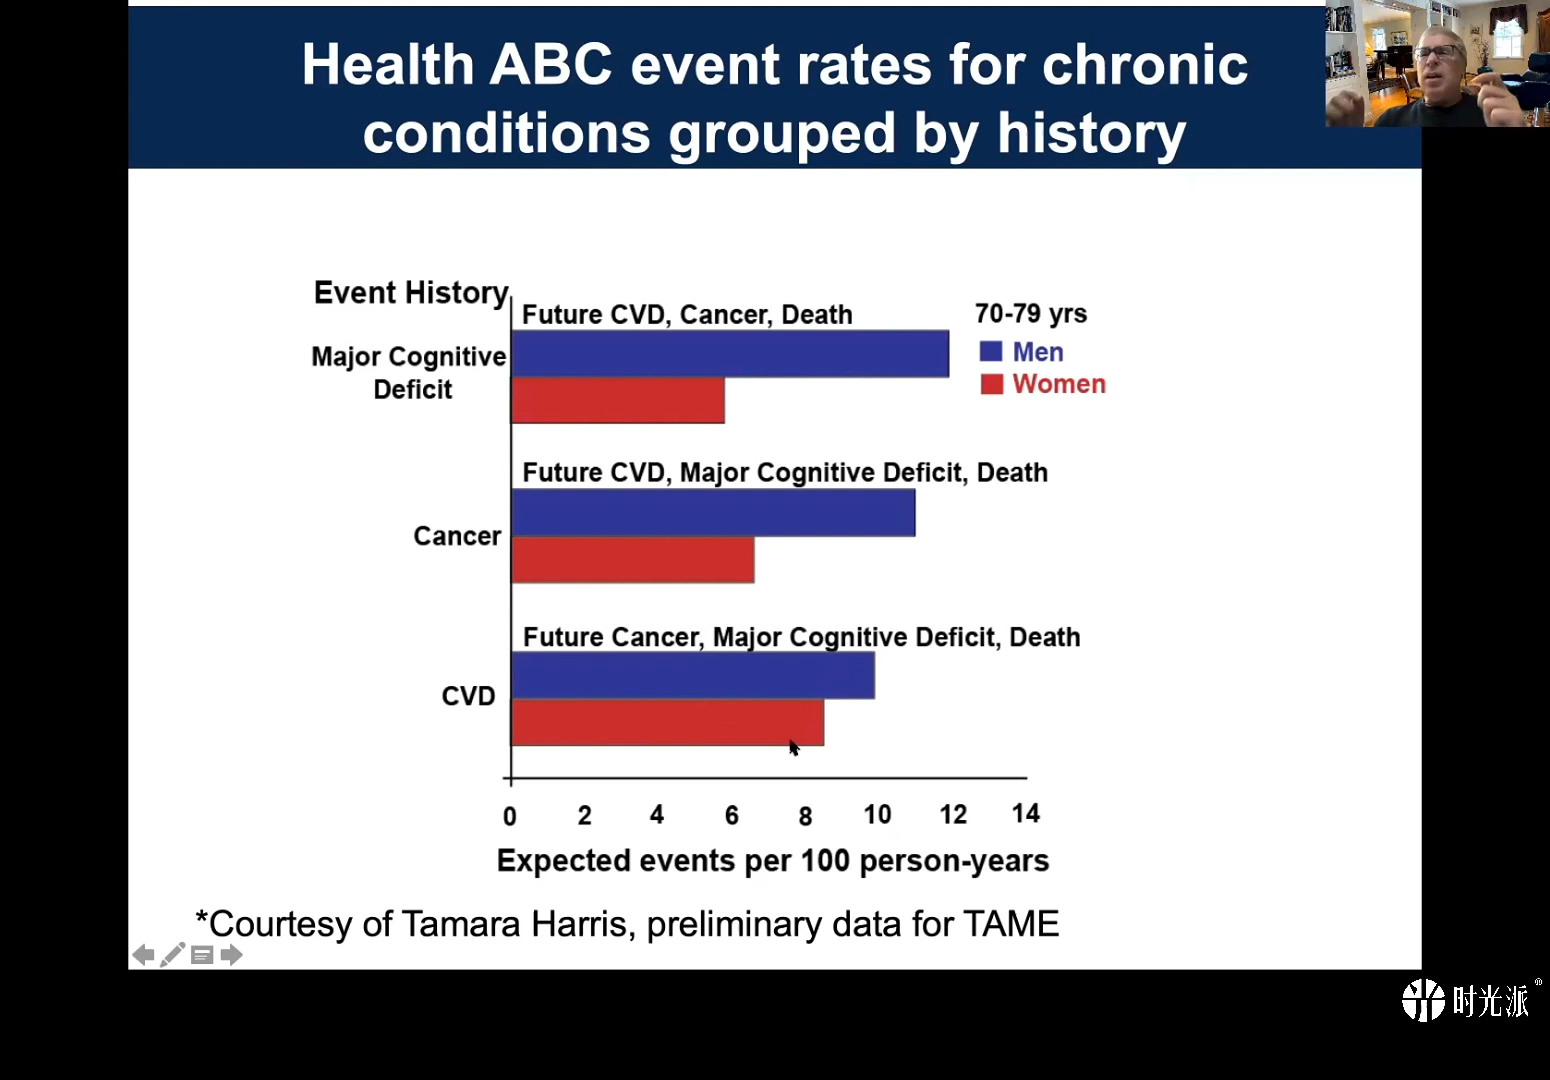 Health ABC event rates for chronic
conditions grouped by history
Event History
Future CVD, Cancer, Death
70-79 yrs
Men
Women
Major Cognitive
Deficit
Future CVD, Major Cognitive Deficit, Death
Cancer
Future Cancer, Major Cognitive Deficit, Death
CVD
0 2 4 6 8 10 12 14
Expected events per 100 person-years
*Courtesy of Tamara Harris, preliminary data for TAME
时光派®